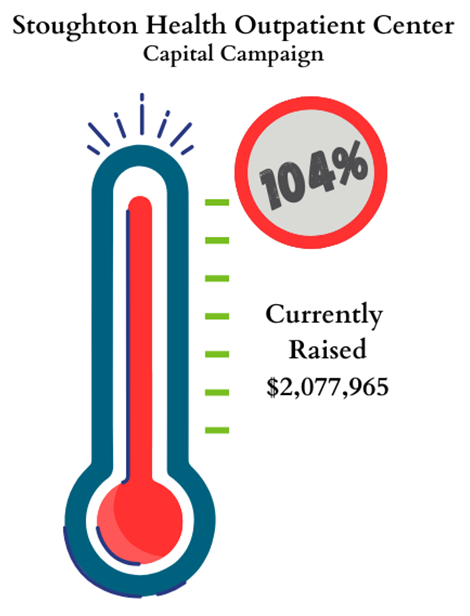 Stoughton Health Outpatient Center
Capital Campaign
104%
Currently
Raised
$2,077,965